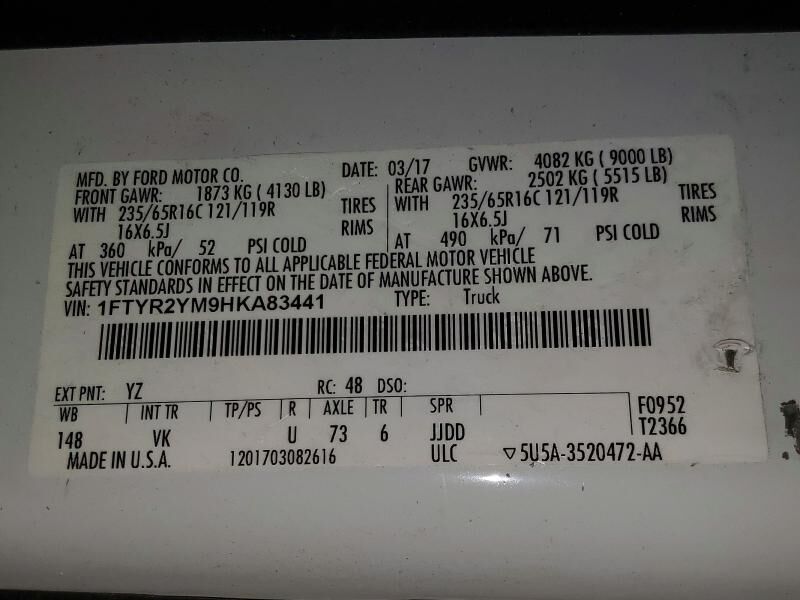 MFD. BY FORD MOTOR CO. DATE: 03/17 GVWR: 4082 KG ( 9000 LB)
FRONT GAWR: 1873 KG ( 4130 LB) REAR GAWR: 2502 KG ( 5515 LB)
WITH 235/65R16C 121/119R TIRES WITH 235/65R16C 121/119R TIRES
16X6.5J RIMS 16X6.5J RIMS
AT 360 kPa/ 52 PSI COLD AT 490 kPa/ 71 PSI COLD
THIS VEHICLE CONFORMS TO ALL APPLICABLE FEDERAL MOTOR VEHICLE
SAFETY STANDARDS IN EFFECT ON THE DATE OF MANUFACTURE SHOWN ABOVE.
VIN: 1FTYR2YM9HKA83441 TYPE: Truck
EXT PNT: YZ RC: 48 DSO:
WB INT TR TP/PS R AXLE TR SPR F0952
148 VK U 73 6 JJDD T2366
MADE IN U.S.A. 1201703082616 ULC ▽5U5A-3520472-AA